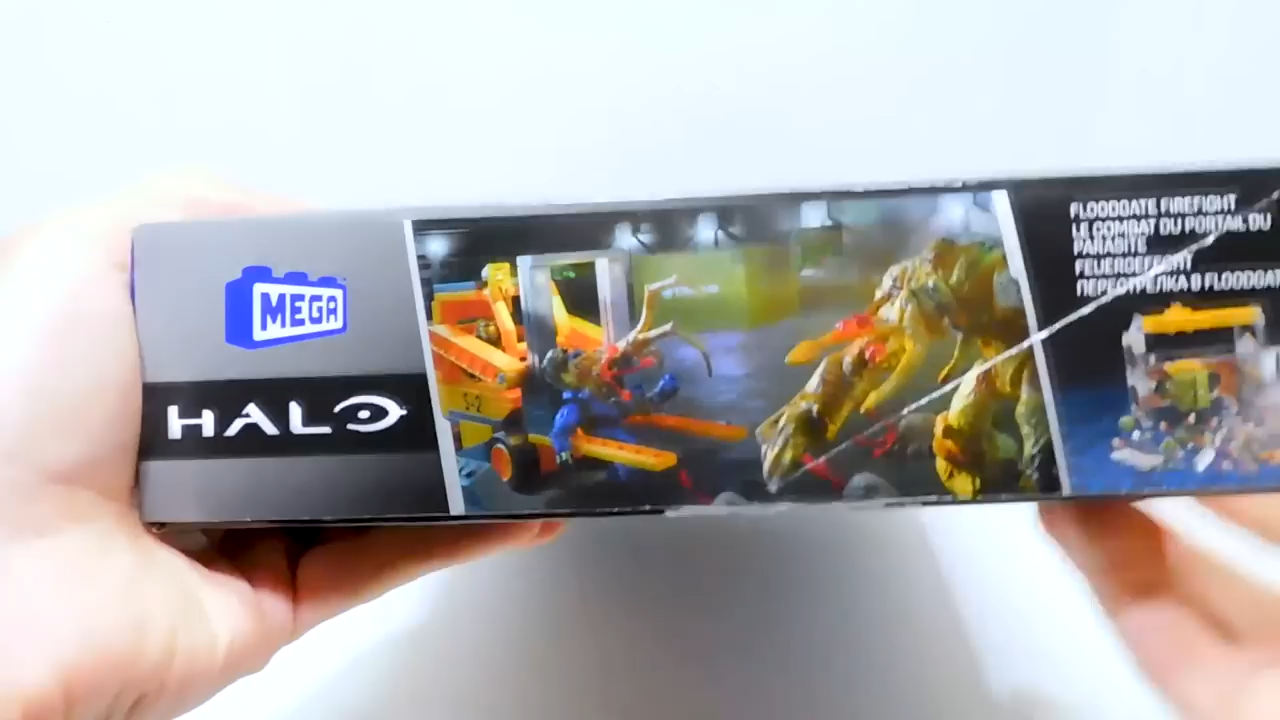 MEGA
HALO
S-2
FLOODGATE FIREFIGHT
LE COMBAT DU PORTAIL DU
PARASITE
FEUERGEFECHT
ПЕРЕСТРЕЛКА В FLOODGATE